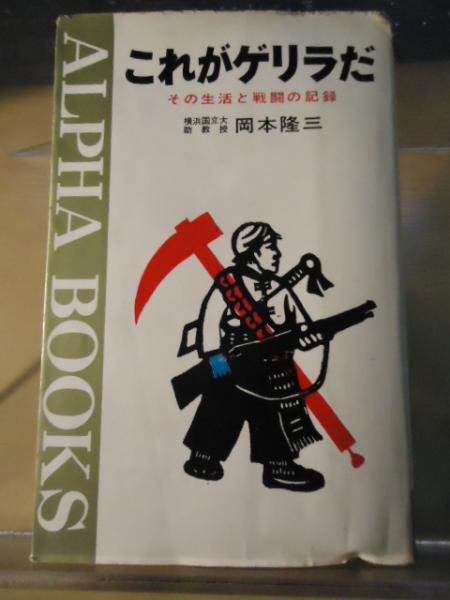 これがゲリラだ
その生活と戦闘の記録
横浜国立大
助教授
岡本隆三
ALPHA BOOKS